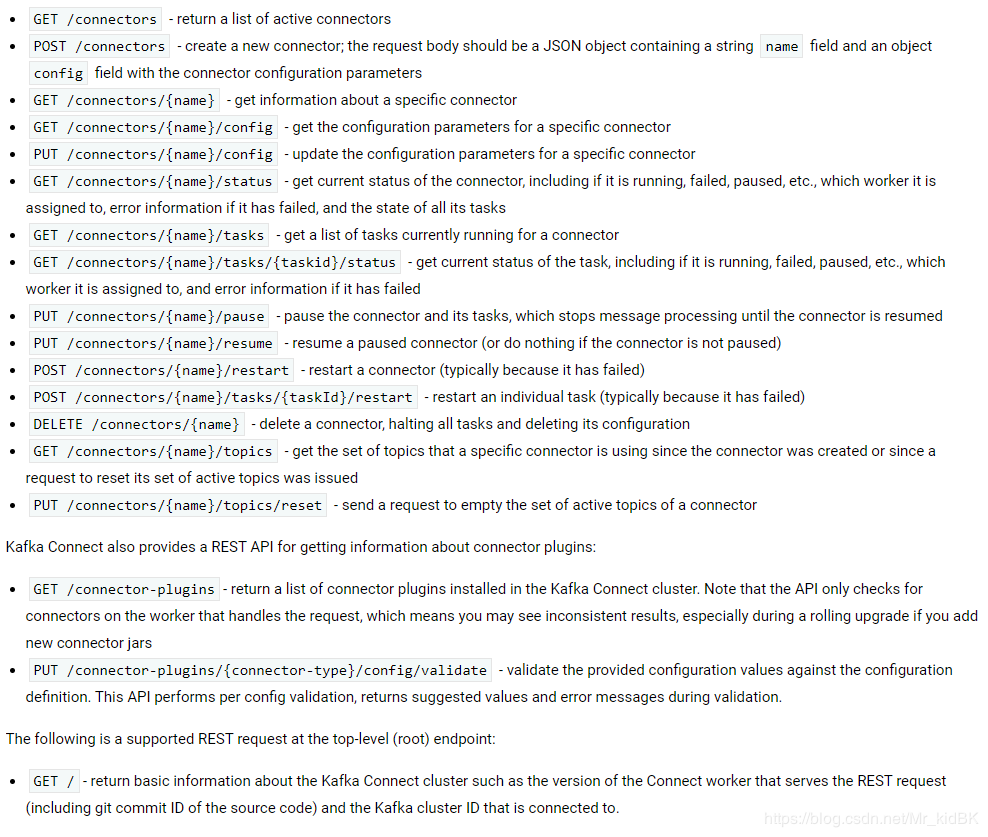 GET /connectors - return a list of active connectors
POST /connectors - create a new connector; the request body should be a JSON object containing a string name field and an object
config field with the connector configuration parameters
GET /connectors/{name} - get information about a specific connector
GET /connectors/{name}/config - get the configuration parameters for a specific connector
PUT /connectors/{name}/config - update the configuration parameters for a specific connector
GET /connectors/{name}/status - get current status of the connector, including if it is running, failed, paused, etc., which worker it is
assigned to, error information if it has failed, and the state of all its tasks
GET /connectors/{name}/tasks - get a list of tasks currently running for a connector
GET /connectors/{name}/tasks/{taskid}/status - get current status of the task, including if it is running, failed, paused, etc., which
worker it is assigned to, and error information if it has failed
PUT /connectors/{name}/pause - pause the connector and its tasks, which stops message processing until the connector is resumed
PUT /connectors/{name}/resume - resume a paused connector (or do nothing if the connector is not paused)
POST /connectors/{name}/restart - restart a connector (typically because it has failed)
POST /connectors/{name}/tasks/{taskId}/restart - restart an individual task (typically because it has failed)
DELETE /connectors/{name} - delete a connector, halting all tasks and deleting its configuration
GET /connectors/{name}/topics - get the set of topics that a specific connector is using since the connector was created or since a
request to reset its set of active topics was issued
PUT /connectors/{name}/topics/reset - send a request to empty the set of active topics of a connector
Kafka Connect also provides a REST API for getting information about connector plugins:
GET /connector-plugins - return a list of connector plugins installed in the Kafka Connect cluster. Note that the API only checks for
connectors on the worker that handles the request, which means you may see inconsistent results, especially during a rolling upgrade if you add
new connector jars
PUT /connector-plugins/{connector-type}/config/validate - validate the provided configuration values against the configuration
definition. This API performs per config validation, returns suggested values and error messages during validation.
The following is a supported REST request at the top-level (root) endpoint:
GET / - return basic information about the Kafka Connect cluster such as the version of the Connect worker that serves the REST request
(including git commit ID of the source code) and the Kafka cluster ID that is connected to.
https://blog.csdn.net/Mr_kidBK